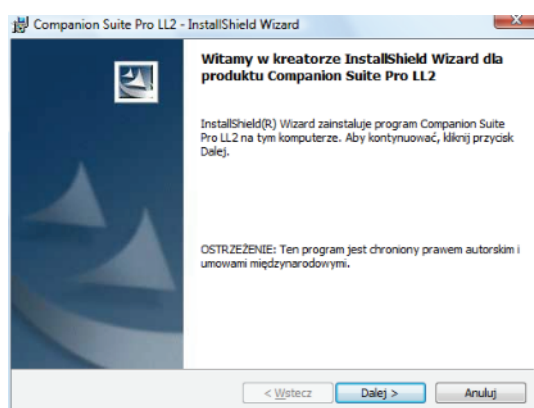 Companion Suite Pro LL2 - InstallShield Wizard
Witamy w kreatorze InstallShield Wizard dla
produktu Companion Suite Pro LL2
InstallShield(R) Wizard zainstaluje program Companion Suite
Pro LL2 na tym komputerze. Aby kontynuować, kliknij przycisk
Dalej.
OSTRZEŻENIE: Ten program jest chroniony prawem autorskim i
umowami międzynarodowymi.
< Wstecz Dalej > Anuluj